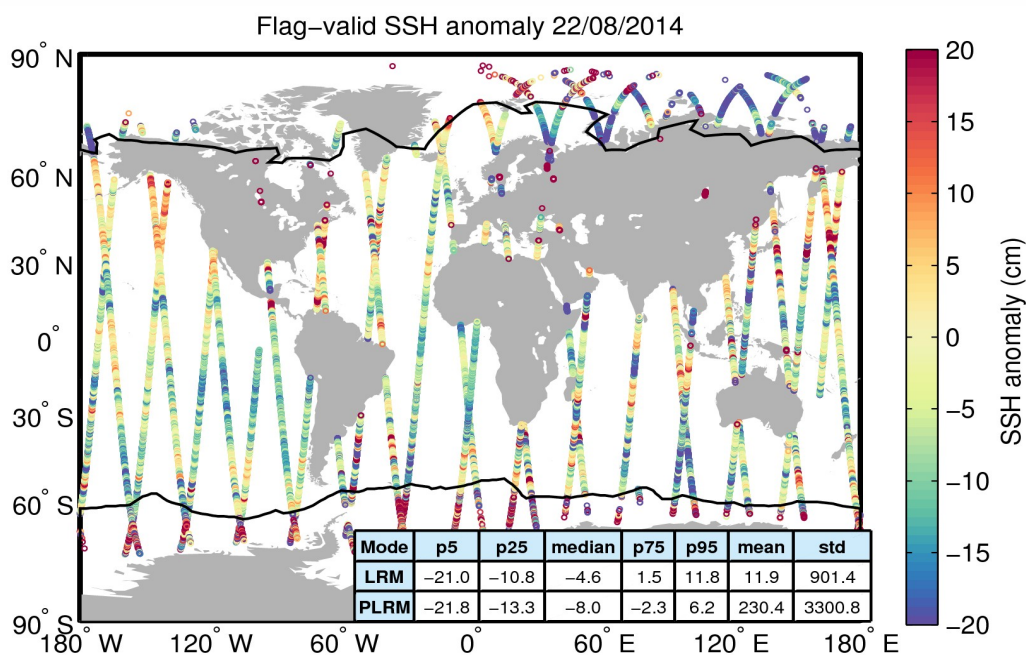 Flag−valid SSH anomaly 22/08/2014
90° N
60° N
30° N
0°
30° S
60° S
90° S
180° W
120° W
60° W
0°
60° E
120° E
180° E
Mode p5 p25 median p75 p95 mean std
LRM −21.0 −10.8 −4.6 1.5 11.8 11.9 901.4
PLRM −21.8 −13.3 −8.0 −2.3 6.2 230.4 3300.8
20
15
10
5
0
−5
−10
−15
−20
SSH anomaly (cm)